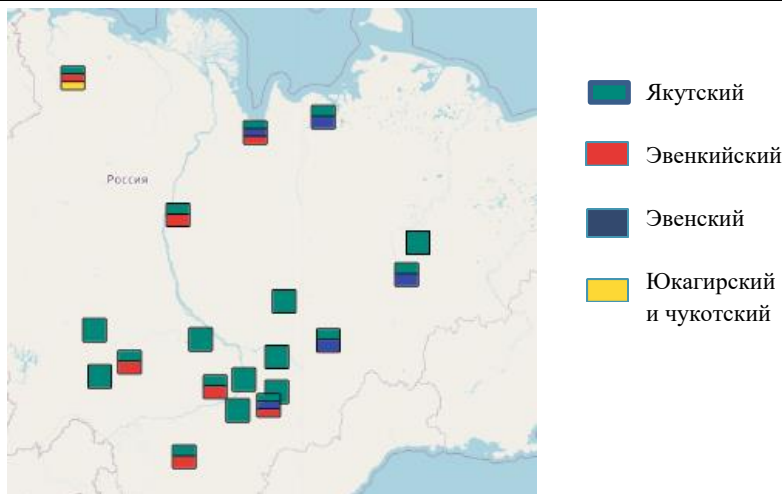 Россия
Якутский
Эвенкийский
Эвенский
Юкагирский
и чукотский